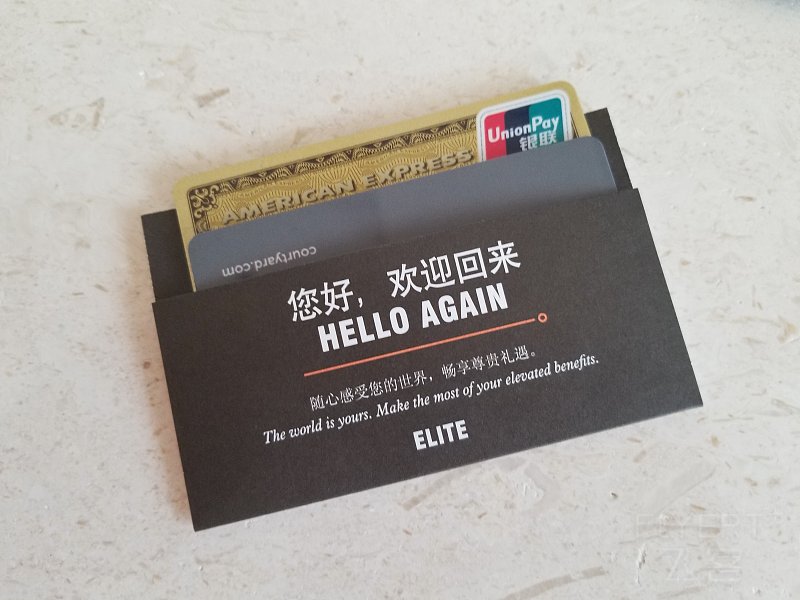 UnionPay
银联
AMERICAN EXPRESS
courtyard.com
您好，欢迎回来
HELLO AGAIN
随心感受您的世界，畅享尊贵礼遇。
The world is yours. Make the most of your elevated benefits.
ELITE